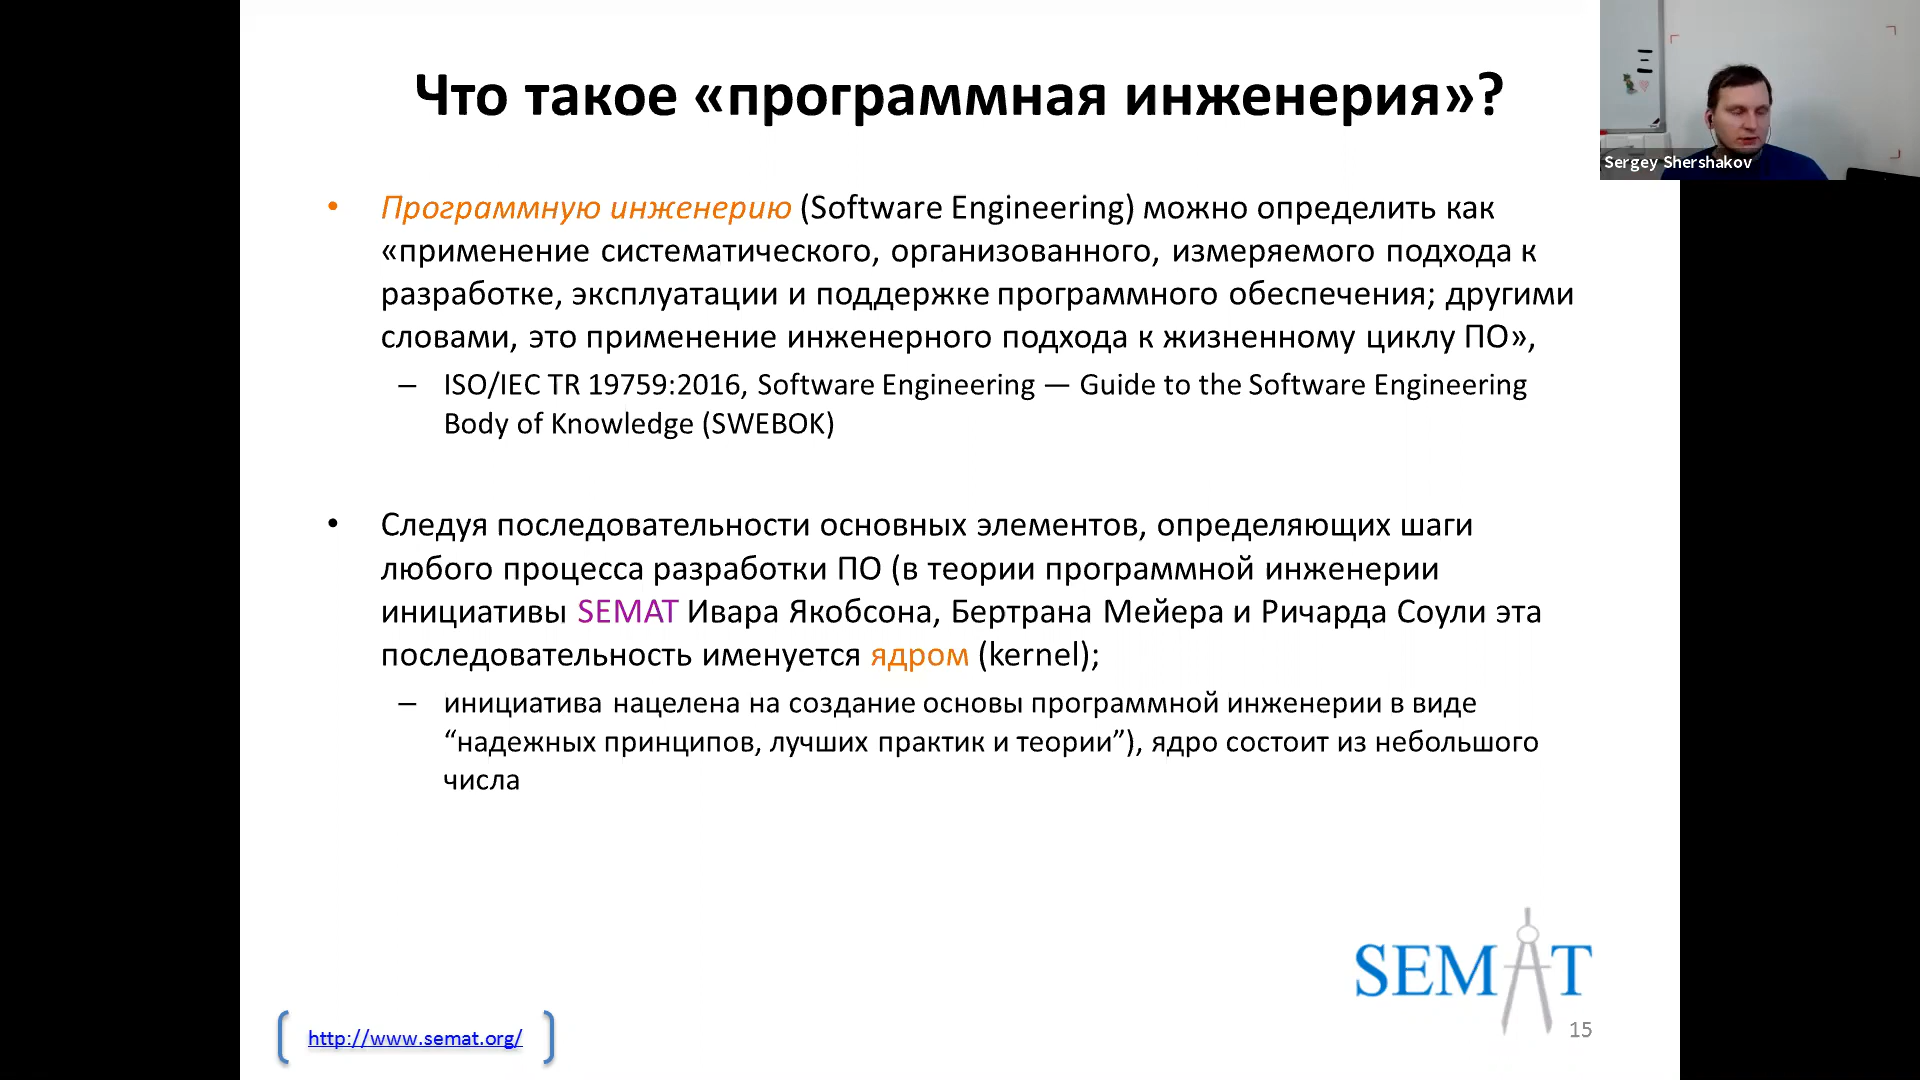 Что такое «программная инженерия»?
Sergey Shershakov
• Программную инженерию (Software Engineering) можно определить как
«применение систематического, организованного, измеряемого подхода к
разработке, эксплуатации и поддержке программного обеспечения; другими
словами, это применение инженерного подхода к жизненному циклу ПО»,
– ISO/IEC TR 19759:2016, Software Engineering — Guide to the Software Engineering
Body of Knowledge (SWEBOK)
• Следуя последовательности основных элементов, определяющих шаги
любого процесса разработки ПО (в теории программной инженерии
инициативы SEMAT Ивара Якобсона, Бертрана Мейера и Ричарда Соули эта
последовательность именуется ядром (kernel);
– инициатива нацелена на создание основы программной инженерии в виде
“надежных принципов, лучших практик и теории”), ядро состоит из небольшого
числа
SEMAT
15
http://www.semat.org/